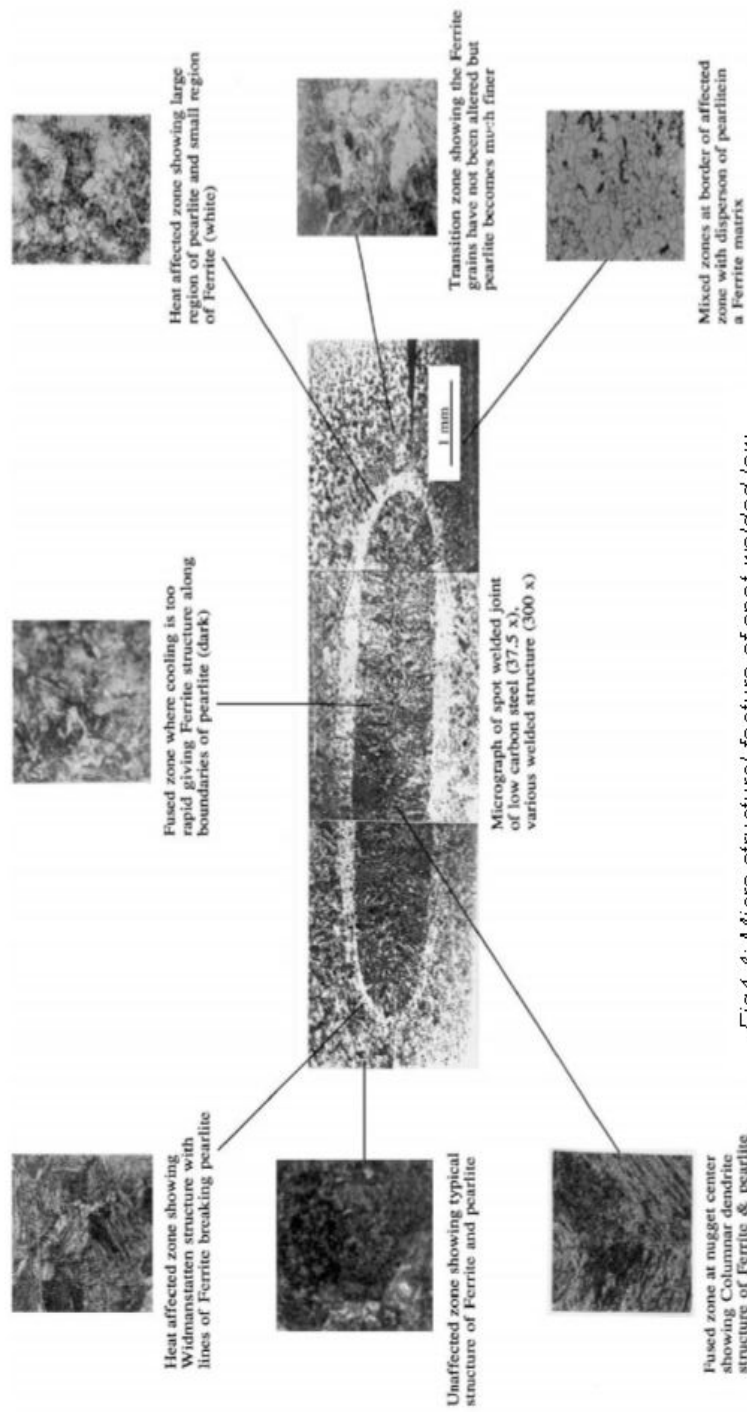 Heat affected zone showing
Widmanstatten structure with
lines of Ferrite breaking pearlite
Fused zone where cooling is too
rapid giving Ferrite structure along
boundaries of pearlite (dark)
Heat affected zone showing large
region of pearlite and small region
of Ferrite (white)
Unaffected zone showing typical
structure of Ferrite and pearlite
1 mm
Micrograph of spot welded joint
of low carbon steel (37.5 x),
various welded structure (300 x)
Transition zone showing the Ferrite
grains have not been altered but
pearlite becomes much finer
Fused zone at nugget center
showing Columnar dendrite
structure of Ferrite & pearlite
Mixed zones at border of affected
zone with disperson of pearlitein
a Ferrite matrix
Fig4.4: Micro structural feature of spot welded low